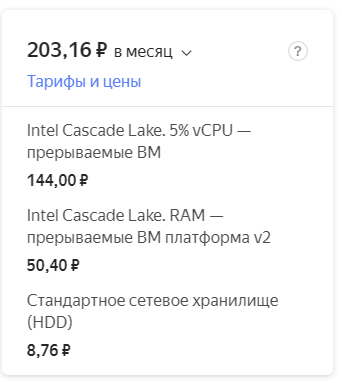 203,16 ₽ в месяц
?
Тарифы и цены
Intel Cascade Lake. 5% vCPU —
прерываемые ВМ
144,00 ₽
Intel Cascade Lake. RAM —
прерываемые ВМ платформа v2
50,40 ₽
Стандартное сетевое хранилище
(HDD)
8,76 ₽